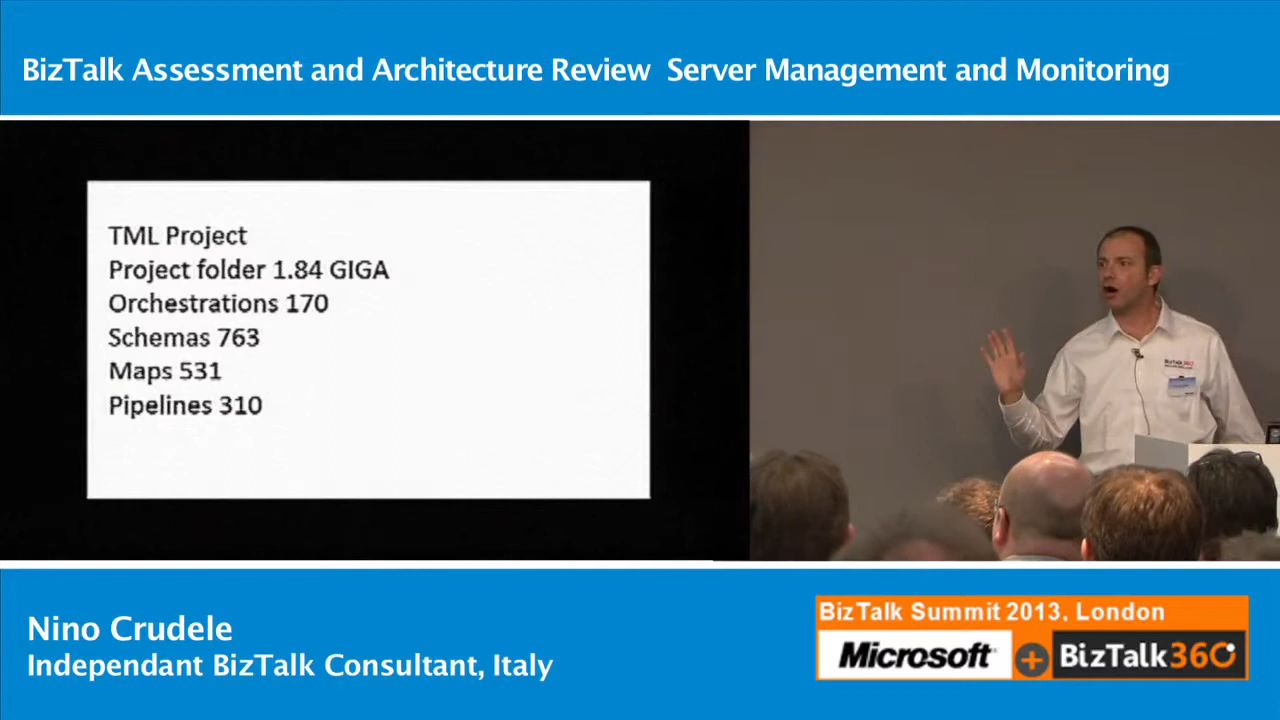 BizTalk Assessment and Architecture Review Server Management and Monitoring
TML Project
Project folder 1.84 GIGA
Orchestrations 170
Schemas 763
Maps 531
Pipelines 310
BizTalk360
Nino Crudele
Independant BizTalk Consultant, Italy
BizTalk Summit 2013, London
Microsoft + BizTalk360